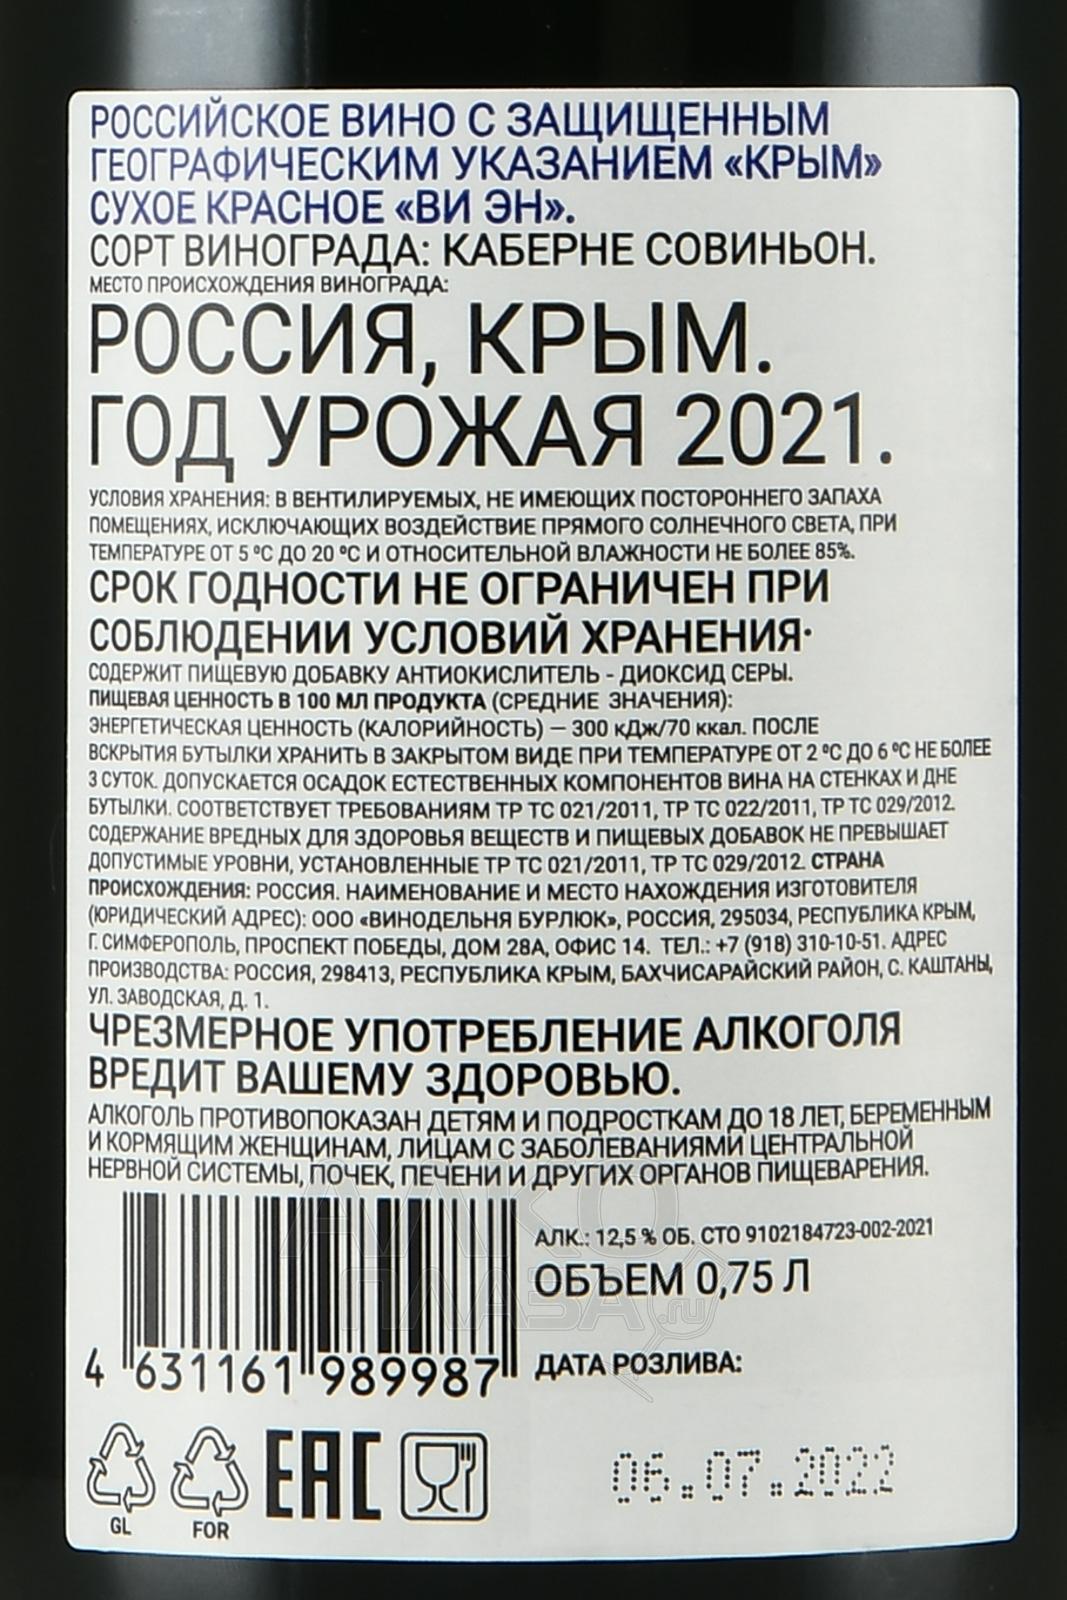 РОССИЙСКОЕ ВИНО С ЗАЩИЩЕННЫМ
ГЕОГРАФИЧЕСКИМ УКАЗАНИЕМ «КРЫМ»
СУХОЕ КРАСНОЕ «ВИ ЭН».
СОРТ ВИНОГРАДА: КАБЕРНЕ СОВИНЬОН.
МЕСТО ПРОИСХОЖДЕНИЯ ВИНОГРАДА:
РОССИЯ, КРЫМ.
ГОД УРОЖАЯ 2021.
УСЛОВИЯ ХРАНЕНИЯ: В ВЕНТИЛИРУЕМЫХ, НЕ ИМЕЮЩИХ ПОСТОРОННЕГО ЗАПАХА
ПОМЕЩЕНИЯХ, ИСКЛЮЧАЮЩИХ ВОЗДЕЙСТВИЕ ПРЯМОГО СОЛНЕЧНОГО СВЕТА, ПРИ
ТЕМПЕРАТУРЕ ОТ 5 ºС ДО 20 ºС И ОТНОСИТЕЛЬНОЙ ВЛАЖНОСТИ НЕ БОЛЕЕ 85%.
СРОК ГОДНОСТИ НЕ ОГРАНИЧЕН ПРИ
СОБЛЮДЕНИИ УСЛОВИЙ ХРАНЕНИЯ·
СОДЕРЖИТ ПИЩЕВУЮ ДОБАВКУ АНТИОКИСЛИТЕЛЬ - ДИОКСИД СЕРЫ.
ПИЩЕВАЯ ЦЕННОСТЬ В 100 МЛ ПРОДУКТА (СРЕДНИЕ ЗНАЧЕНИЯ):
ЭНЕРГЕТИЧЕСКАЯ ЦЕННОСТЬ (КАЛОРИЙНОСТЬ) — 300 кДж/70 ккал. ПОСЛЕ
ВСКРЫТИЯ БУТЫЛКИ ХРАНИТЬ В ЗАКРЫТОМ ВИДЕ ПРИ ТЕМПЕРАТУРЕ ОТ 2 ºС ДО 6 ºС НЕ БОЛЕЕ
3 СУТОК. ДОПУСКАЕТСЯ ОСАДОК ЕСТЕСТВЕННЫХ КОМПОНЕНТОВ ВИНА НА СТЕНКАХ И ДНЕ
БУТЫЛКИ. СООТВЕТСТВУЕТ ТРЕБОВАНИЯМ ТР ТС 021/2011, ТР ТС 022/2011, ТР ТС 029/2012.
СОДЕРЖАНИЕ ВРЕДНЫХ ДЛЯ ЗДОРОВЬЯ ВЕЩЕСТВ И ПИЩЕВЫХ ДОБАВОК НЕ ПРЕВЫШАЕТ
ДОПУСТИМЫЕ УРОВНИ, УСТАНОВЛЕННЫЕ ТР ТС 021/2011, ТР ТС 029/2012. СТРАНА
ПРОИСХОЖДЕНИЯ: РОССИЯ. НАИМЕНОВАНИЕ И МЕСТО НАХОЖДЕНИЯ ИЗГОТОВИТЕЛЯ
(ЮРИДИЧЕСКИЙ АДРЕС): ООО «ВИНОДЕЛЬНЯ БУРЛЮК», РОССИЯ, 295034, РЕСПУБЛИКА КРЫМ,
Г. СИМФЕРОПОЛЬ, ПРОСПЕКТ ПОБЕДЫ, ДОМ 28А, ОФИС 14. ТЕЛ.: +7 (918) 310-10-51. АДРЕС
ПРОИЗВОДСТВА: РОССИЯ, 298413, РЕСПУБЛИКА КРЫМ, БАХЧИСАРАЙСКИЙ РАЙОН, С. КАШТАНЫ,
УЛ. ЗАВОДСКАЯ, Д. 1.
ЧРЕЗМЕРНОЕ УПОТРЕБЛЕНИЕ АЛКОГОЛЯ
ВРЕДИТ ВАШЕМУ ЗДОРОВЬЮ.
АЛКОГОЛЬ ПРОТИВОПОКАЗАН ДЕТЯМ И ПОДРОСТКАМ ДО 18 ЛЕТ, БЕРЕМЕННЫМ
И КОРМЯЩИМ ЖЕНЩИНАМ, ЛИЦАМ С ЗАБОЛЕВАНИЯМИ ЦЕНТРАЛЬНОЙ
НЕРВНОЙ СИСТЕМЫ, ПОЧЕК, ПЕЧЕНИ И ДРУГИХ ОРГАНОВ ПИЩЕВАРЕНИЯ.
АЛКО
ПЛАЗА.ru
АЛК.: 12,5 % ОБ. СТО 9102184723-002-2021
ОБЪЕМ 0,75 Л
ДАТА РОЗЛИВА:
4 631161 989987
06.07.2022
EAC
GL
FOR